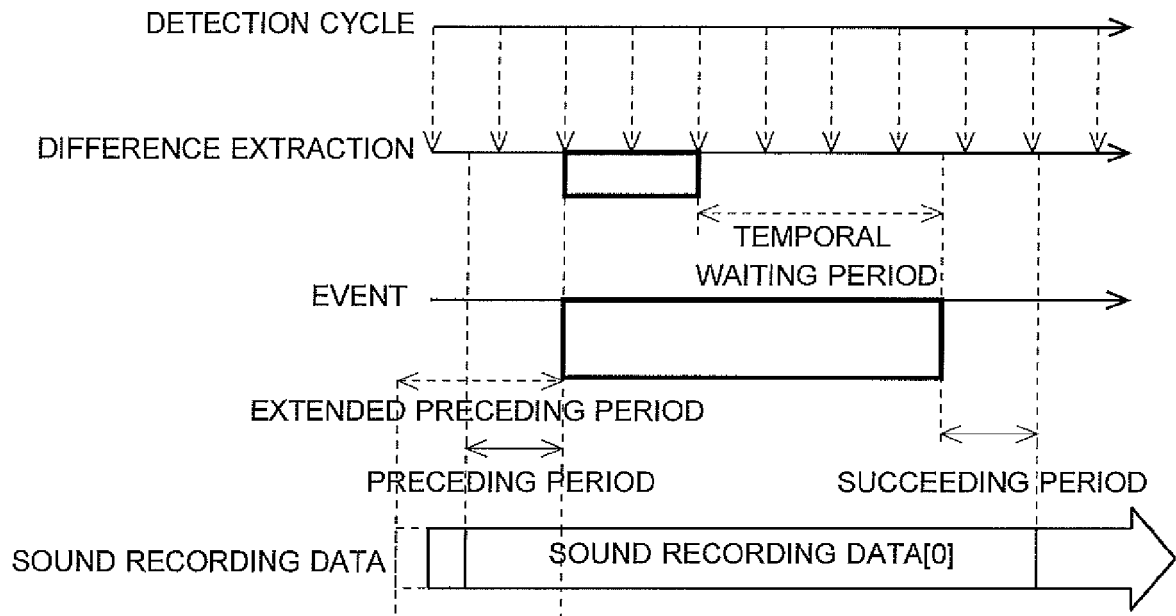 DETECTION CYCLE
DIFFERENCE EXTRACTION
TEMPORAL
WAITING PERIOD
EVENT
EXTENDED PRECEDING PERIOD
PRECEDING PERIOD
SUCCEEDING PERIOD
SOUND RECORDING DATA
SOUND RECORDING DATA[0]